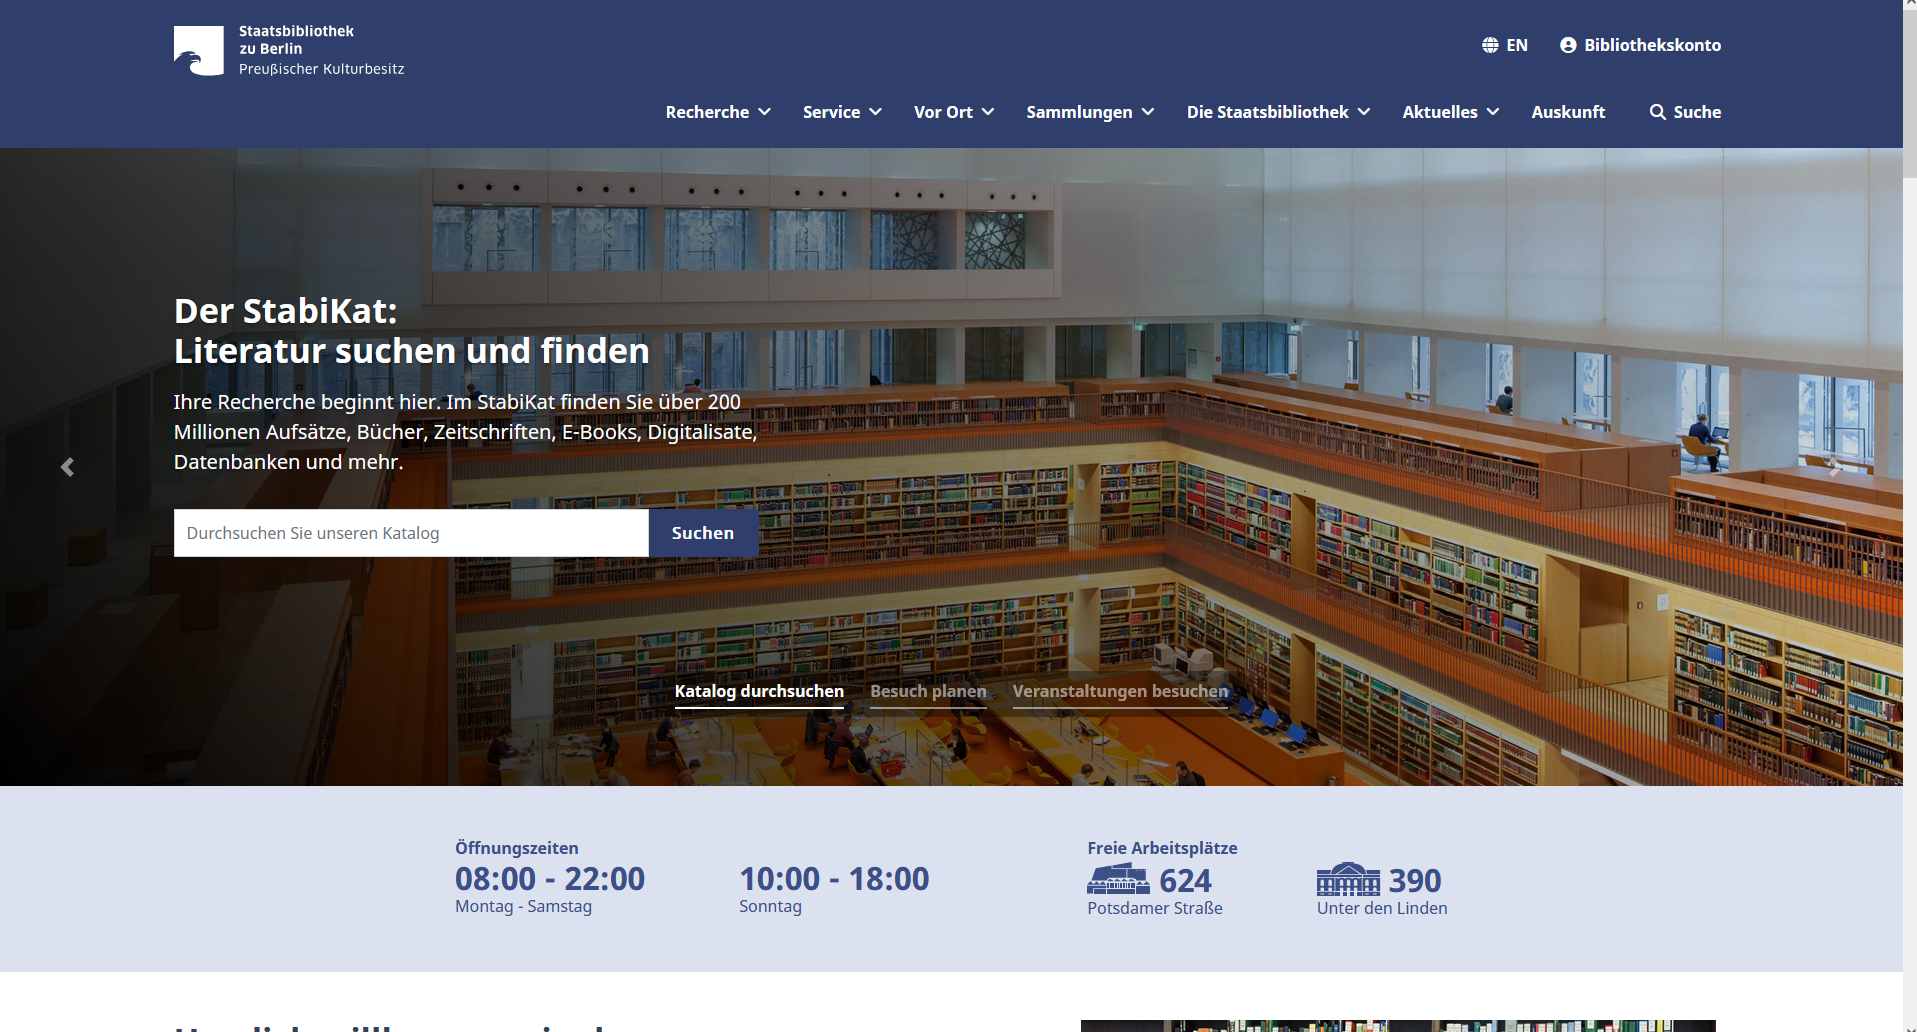 Staatsbibliothek
zu Berlin
Preußischer Kulturbesitz
EN
Bibliothekskonto
Recherche
Service
Vor Ort
Sammlungen
Die Staatsbibliothek
Aktuelles
Auskunft
Suche
Der StabiKat:
Literatur suchen und finden
Ihre Recherche beginnt hier. Im StabiKat finden Sie über 200
Millionen Aufsätze, Bücher, Zeitschriften, E-Books, Digitalisate,
Datenbanken und mehr.
Durchsuchen Sie unseren Katalog
Suchen
Katalog durchsuchen
Besuch planen
Veranstaltungen besuchen
Öffnungszeiten
08:00 - 22:00
Montag - Samstag
10:00 - 18:00
Sonntag
Freie Arbeitsplätze
624
Potsdamer Straße
390
Unter den Linden